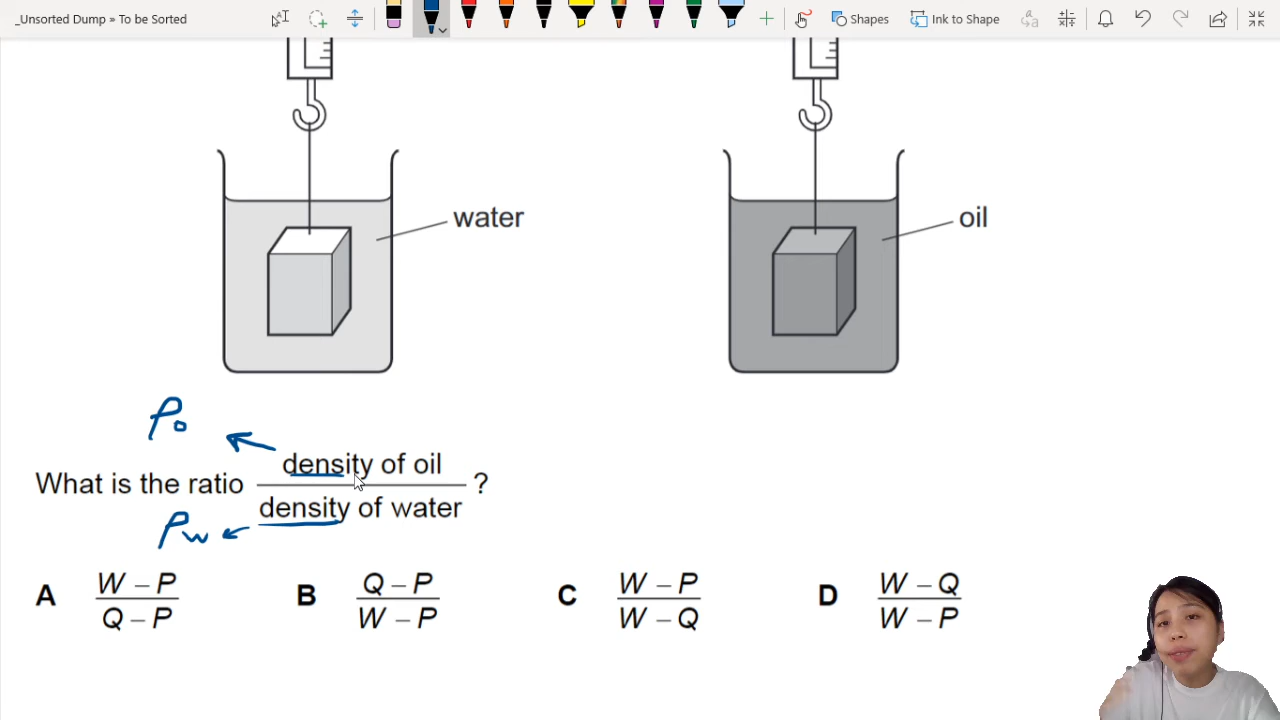 _Unsorted Dump » To be Sorted
Shapes
Ink to Shape
water
oil
ρo
What is the ratio density of oil / density of water ?
ρw
A W – P / Q – P
B Q – P / W – P
C W – P / W – Q
D W – Q / W – P